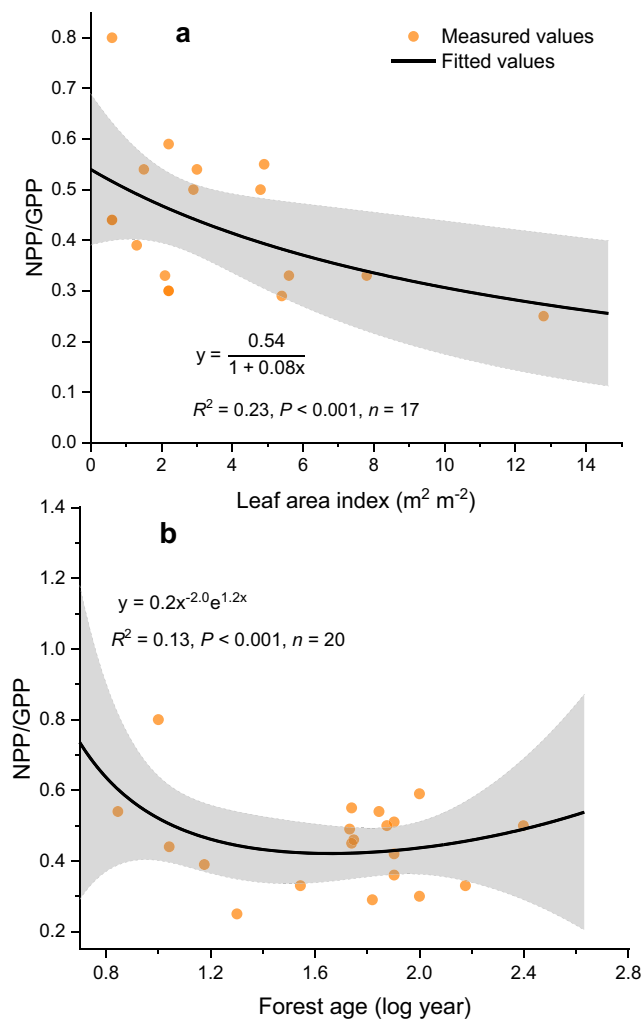 a
Measured values
Fitted values
0.8
0.7
0.6
0.5
0.4
0.3
0.2
0.1
0.0
NPP/GPP
y = 0.54 / 1 + 0.08x
R² = 0.23, P < 0.001, n = 17
0 2 4 6 8 10 12 14
Leaf area index (m² m⁻²)
b
1.4
1.2
1.0
0.8
0.6
0.4
0.2
NPP/GPP
y = 0.2x⁻²·⁰e¹·²ˣ
R² = 0.13, P < 0.001, n = 20
0.8 1.2 1.6 2.0 2.4 2.8
Forest age (log year)